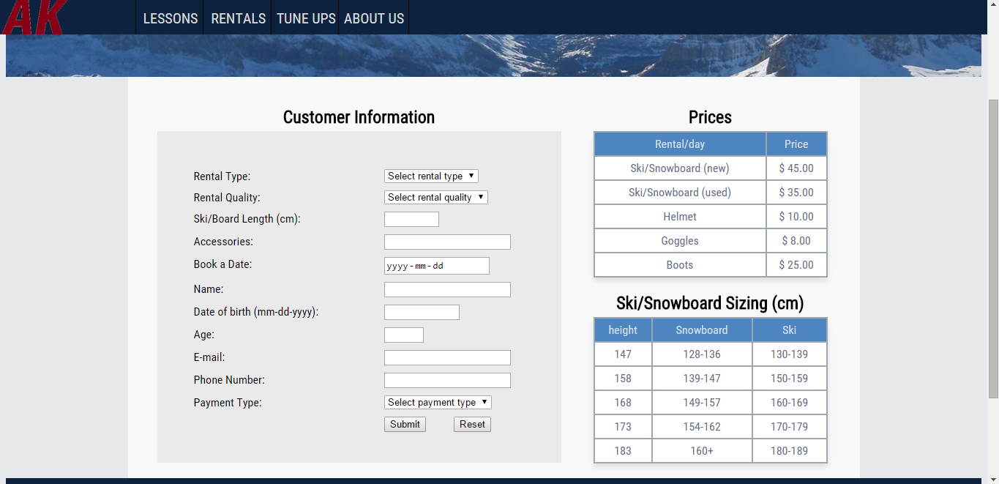 AK
LESSONS RENTALS TUNE UPS ABOUT US
Customer Information
Rental Type: Select rental type
Rental Quality: Select rental quality
Ski/Board Length (cm):
Accessories:
Book a Date: yyyy-mm-dd
Name:
Date of birth (mm-dd-yyyy):
Age:
E-mail:
Phone Number:
Payment Type: Select payment type
Submit Reset
Prices
Rental/day Price
Ski/Snowboard (new) $ 45.00
Ski/Snowboard (used) $ 35.00
Helmet $ 10.00
Goggles $ 8.00
Boots $ 25.00
Ski/Snowboard Sizing (cm)
height Snowboard Ski
147 128-136 130-139
158 139-147 150-159
168 149-157 160-169
173 154-162 170-179
183 160+ 180-189